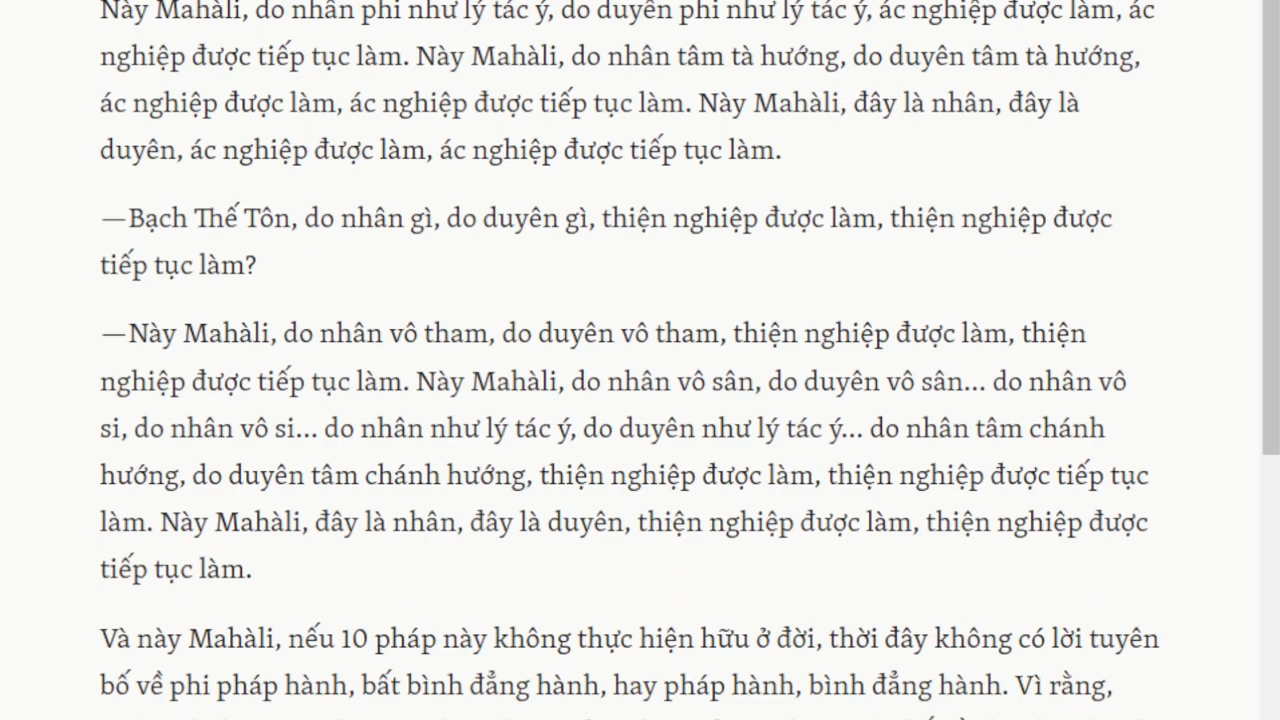 Này Mahàli, do nhân phi như lý tác ý, do duyên phi như lý tác ý, ác nghiệp được làm, ác
nghiệp được tiếp tục làm. Này Mahàli, do nhân tâm tà hướng, do duyên tâm tà hướng,
ác nghiệp được làm, ác nghiệp được tiếp tục làm. Này Mahàli, đây là nhân, đây là
duyên, ác nghiệp được làm, ác nghiệp được tiếp tục làm.
—Bạch Thế Tôn, do nhân gì, do duyên gì, thiện nghiệp được làm, thiện nghiệp được
tiếp tục làm?
—Này Mahàli, do nhân vô tham, do duyên vô tham, thiện nghiệp được làm, thiện
nghiệp được tiếp tục làm. Này Mahàli, do nhân vô sân, do duyên vô sân... do nhân vô
si, do nhân vô si... do nhân như lý tác ý, do duyên như lý tác ý... do nhân tâm chánh
hướng, do duyên tâm chánh hướng, thiện nghiệp được làm, thiện nghiệp được tiếp tục
làm. Này Mahàli, đây là nhân, đây là duyên, thiện nghiệp được làm, thiện nghiệp được
tiếp tục làm.
Và này Mahàli, nếu 10 pháp này không thực hiện hữu ở đời, thời đây không có lời tuyên
bố về phi pháp hành, bất bình đẳng hành, hay pháp hành, bình đẳng hành. Vì rằng,